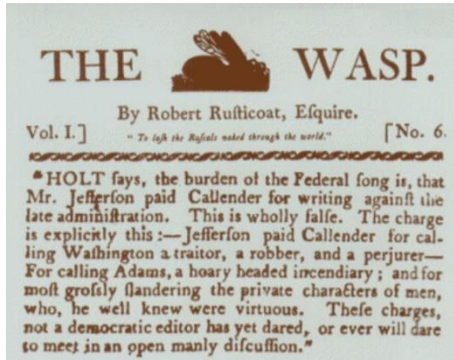 THE WASP.
By Robert Ruſticoat, Eſquire.
Vol. I.] "To laſh the Raſcals naked through the world." [No. 6.
"HOLT ſays, the burden of the Federal ſong is, that
Mr. Jefferſon paid Callender for writing againſt the
late adminiſtration. This is wholly falſe. The charge
is explicitly this :—Jefferſon paid Callender for cal-
ling Waſhington a traitor, a robber, and a perjurer—
For calling Adams, a hoary headed incendiary ; and for
moſt groſsly ſlandering the private characters of men,
who, he well knew were virtuous. Theſe charges,
not a democratic editor has yet dared, or ever will dare
to meet in an open manly diſcuſſion."